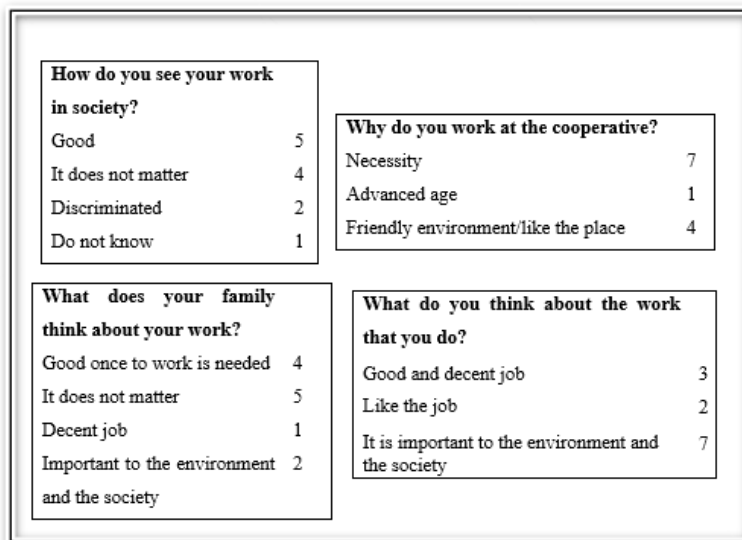 How do you see your work
in society?
Good 5
It does not matter 4
Discriminated 2
Do not know 1
Why do you work at the cooperative?
Necessity 7
Advanced age 1
Friendly environment/like the place 4
What does your family
think about your work?
Good once to work is needed 4
It does not matter 5
Decent job 1
Important to the environment 2
and the society
What do you think about the work
that you do?
Good and decent job 3
Like the job 2
It is important to the environment and 7
the society